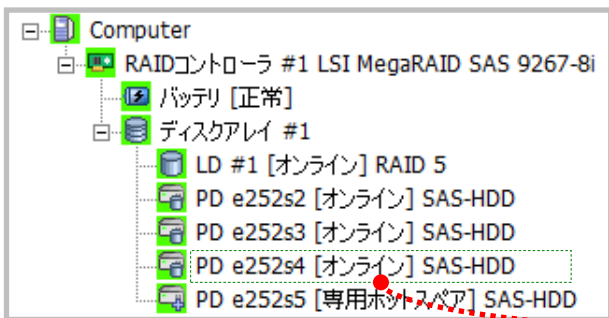 Computer
RAIDコントローラ #1 LSI MegaRAID SAS 9267-8i
バッテリ [正常]
ディスクアレイ #1
LD #1 [オンライン] RAID 5
PD e252s2 [オンライン] SAS-HDD
PD e252s3 [オンライン] SAS-HDD
PD e252s4 [オンライン] SAS-HDD
PD e252s5 [専用ホットスペア] SAS-HDD